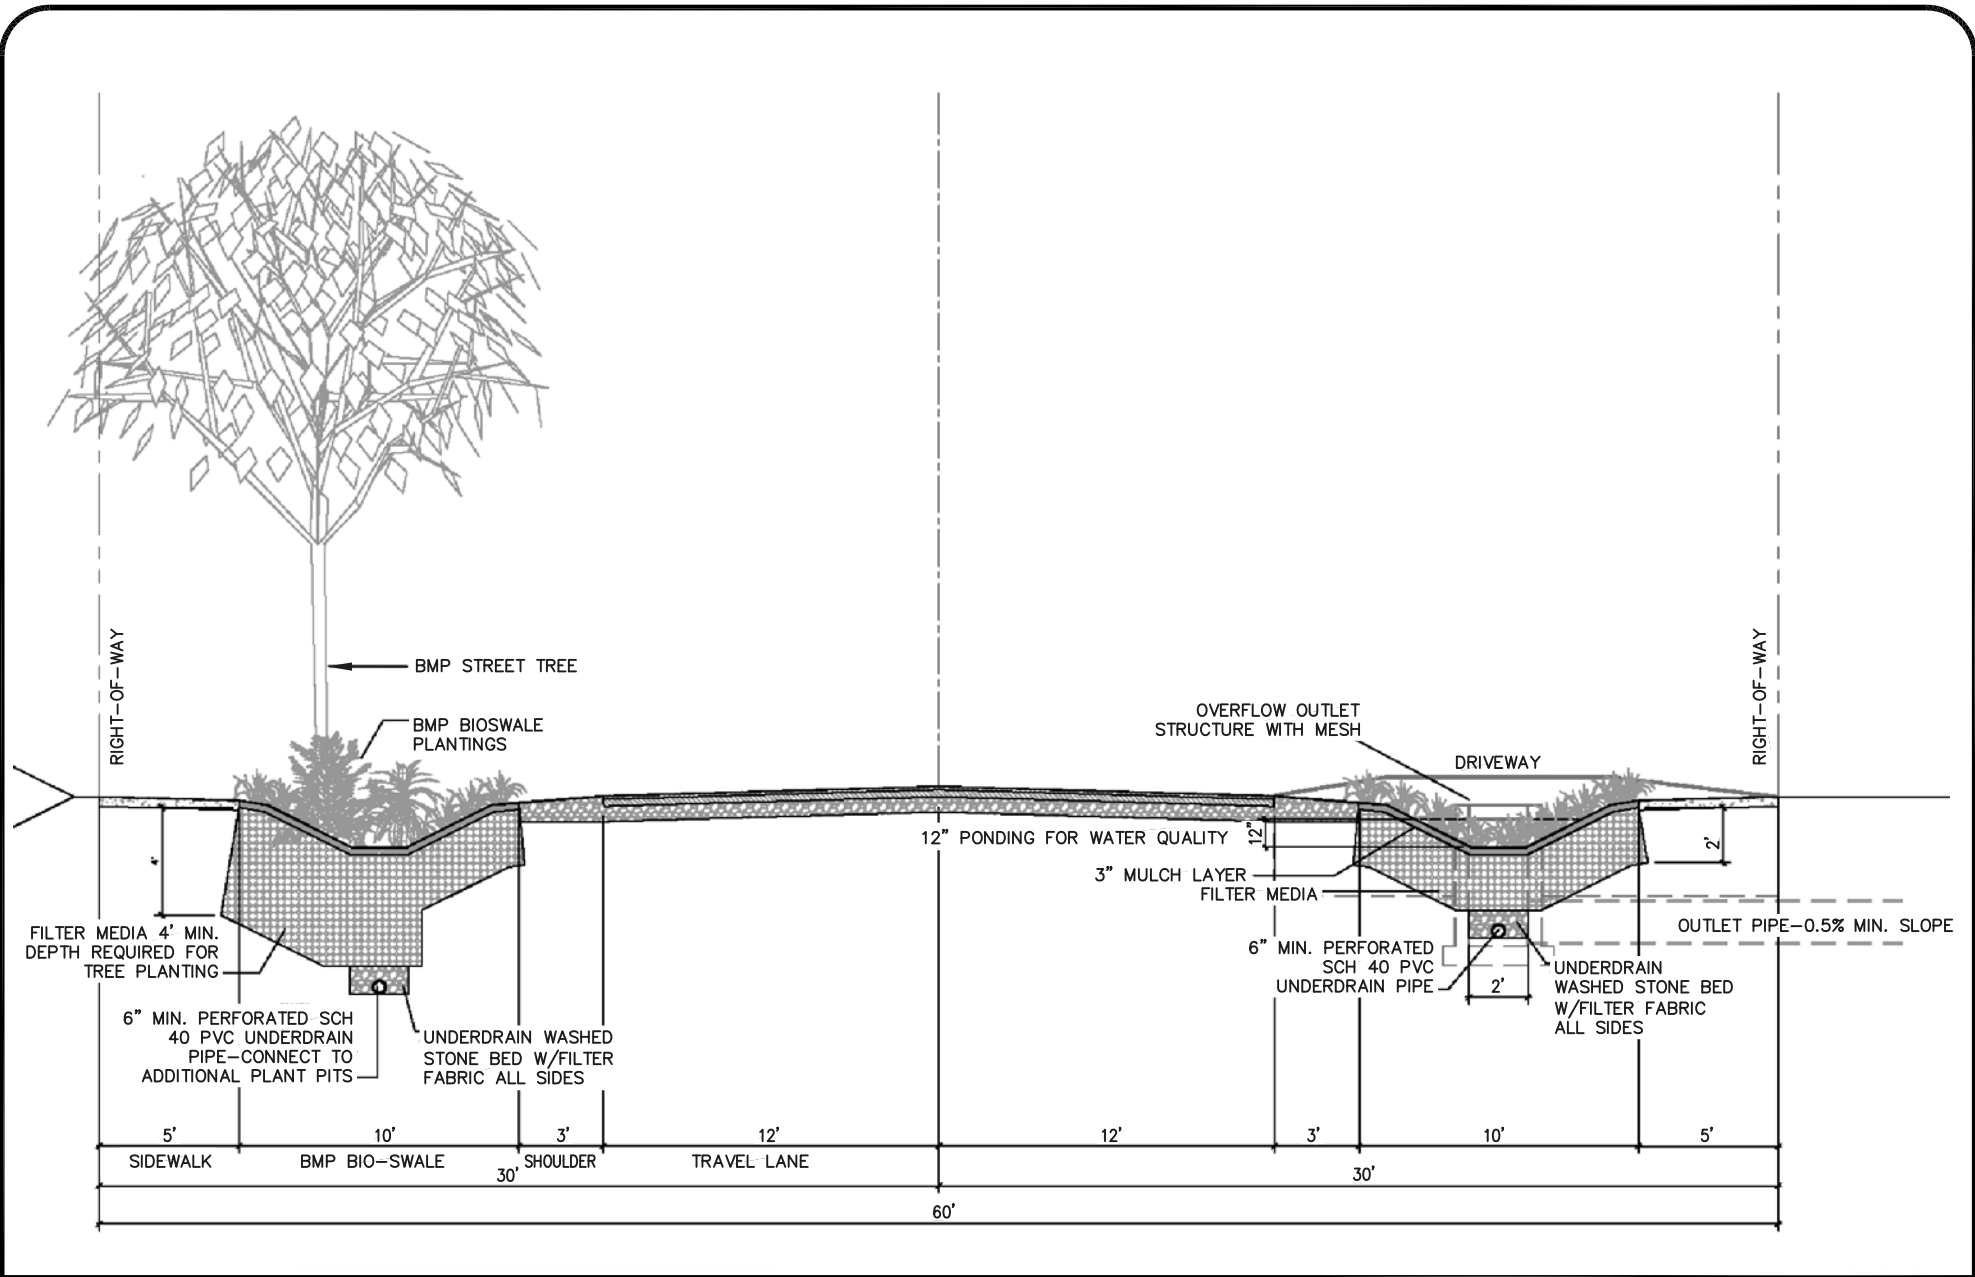 RIGHT-OF-WAY
BMP STREET TREE
BMP BIOSWALE
PLANTINGS
OVERFLOW OUTLET
STRUCTURE WITH MESH
DRIVEWAY
RIGHT-OF-WAY
12” PONDING FOR WATER QUALITY
12”
2’
3” MULCH LAYER
FILTER MEDIA
4’
FILTER MEDIA 4’ MIN.
DEPTH REQUIRED FOR
TREE PLANTING
OUTLET PIPE-0.5% MIN. SLOPE
6” MIN. PERFORATED
SCH 40 PVC
UNDERDRAIN PIPE
2’
UNDERDRAIN
WASHED STONE BED
W/FILTER FABRIC
ALL SIDES
6” MIN. PERFORATED SCH
40 PVC UNDERDRAIN
PIPE-CONNECT TO
ADDITIONAL PLANT PITS
UNDERDRAIN WASHED
STONE BED W/FILTER
FABRIC ALL SIDES
5’ 10’ 3’ 12’ 12’ 3’ 10’ 5’
SIDEWALK BMP BIO-SWALE SHOULDER TRAVEL LANE
30’ 30’
60’